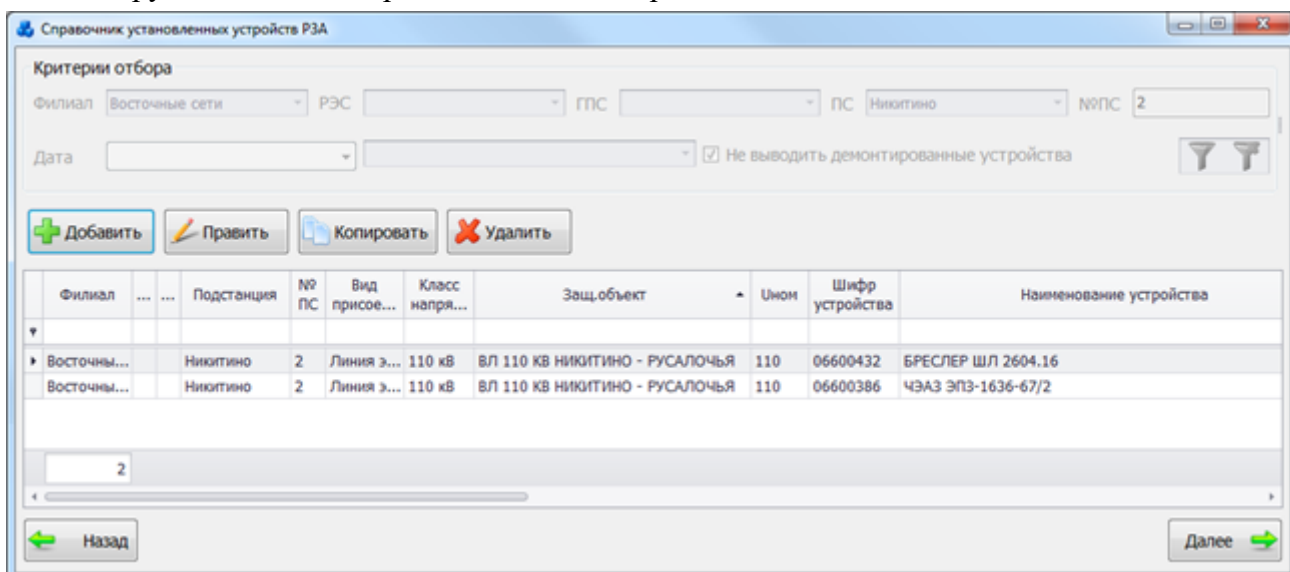 Справочник установленных устройств РЗА
Критерии отбора
Филиал Восточные сети РЭС ГПС ПС Никитино №ПС 2
Дата Не выводить демонтированные устройства
Добавить Править Копировать Удалить
Филиал ... ... Подстанция № ПС Вид присое... Класс напря... Защ.объект Uном Шифр устройства Наименование устройства
Восточны... Никитино 2 Линия э... 110 кВ ВЛ 110 КВ НИКИТИНО - РУСАЛОЧЬЯ 110 06600432 БРЕСЛЕР ШЛ 2604.16
Восточны... Никитино 2 Линия э... 110 кВ ВЛ 110 КВ НИКИТИНО - РУСАЛОЧЬЯ 110 06600386 ЧЭАЗ ЭПЗ-1636-67/2
2
Назад Далее